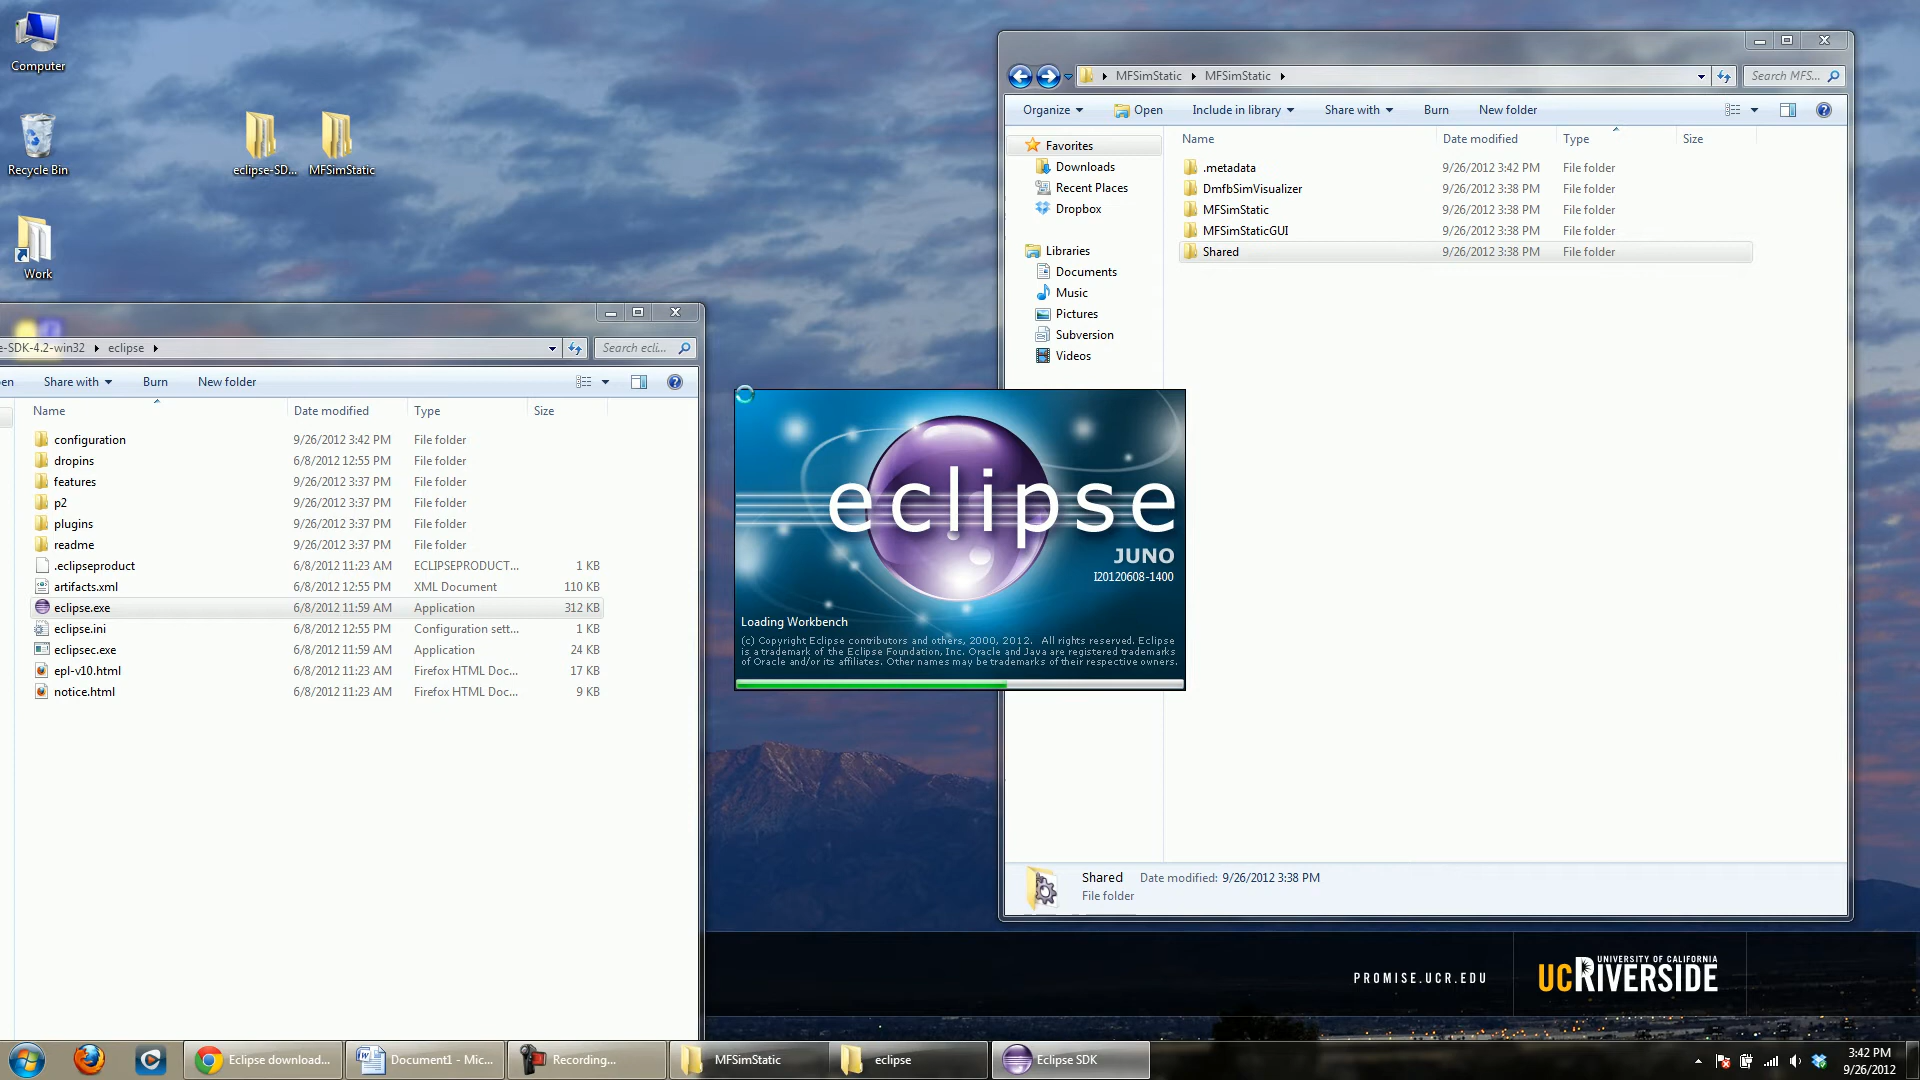 Computer
Recycle Bin
eclipse-SD...
MFSimStatic
Work
MFSimStatic
MFSimStatic
Search MFS...
Organize
Open
Include in library
Share with
Burn
New folder
Favorites
Downloads
Recent Places
Dropbox
Libraries
Documents
Music
Pictures
Subversion
Videos
Name Date modified Type Size
.metadata 9/26/2012 3:42 PM File folder
DmfbSimVisualizer 9/26/2012 3:38 PM File folder
MFSimStatic 9/26/2012 3:38 PM File folder
MFSimStaticGUI 9/26/2012 3:38 PM File folder
Shared 9/26/2012 3:38 PM File folder
Shared Date modified: 9/26/2012 3:38 PM
File folder
e-SDK-4.2-win32 eclipse
Search ecli...
en Share with Burn New folder
Name Date modified Type Size
configuration 9/26/2012 3:42 PM File folder
dropins 6/8/2012 12:55 PM File folder
features 9/26/2012 3:37 PM File folder
p2 9/26/2012 3:37 PM File folder
plugins 9/26/2012 3:37 PM File folder
readme 9/26/2012 3:37 PM File folder
.eclipseproduct 6/8/2012 11:23 AM ECLIPSEPRODUCT... 1 KB
artifacts.xml 6/8/2012 12:55 PM XML Document 110 KB
eclipse.exe 6/8/2012 11:59 AM Application 312 KB
eclipse.ini 6/8/2012 12:55 PM Configuration sett... 1 KB
eclipsec.exe 6/8/2012 11:59 AM Application 24 KB
epl-v10.html 6/8/2012 11:23 AM Firefox HTML Doc... 17 KB
notice.html 6/8/2012 11:23 AM Firefox HTML Doc... 9 KB
eclipse
JUNO
I20120608-1400
Loading Workbench
(c) Copyright Eclipse contributors and others, 2000, 2012. All rights reserved. Eclipse
is a trademark of the Eclipse Foundation, Inc. Oracle and Java are registered trademarks
of Oracle and/or its affiliates. Other names may be trademarks of their respective owners.
PROMISE.UCR.EDU
UNIVERSITY OF CALIFORNIA
UCRIVERSIDE
Eclipse download...
Document1 - Mic...
Recording...
MFSimStatic
eclipse
Eclipse SDK
3:42 PM
9/26/2012